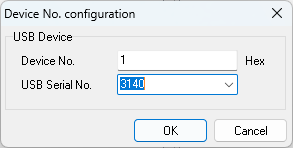 Device No. configuration
USB Device
Device No. 1 Hex
USB Serial No. 3140
OK Cancel